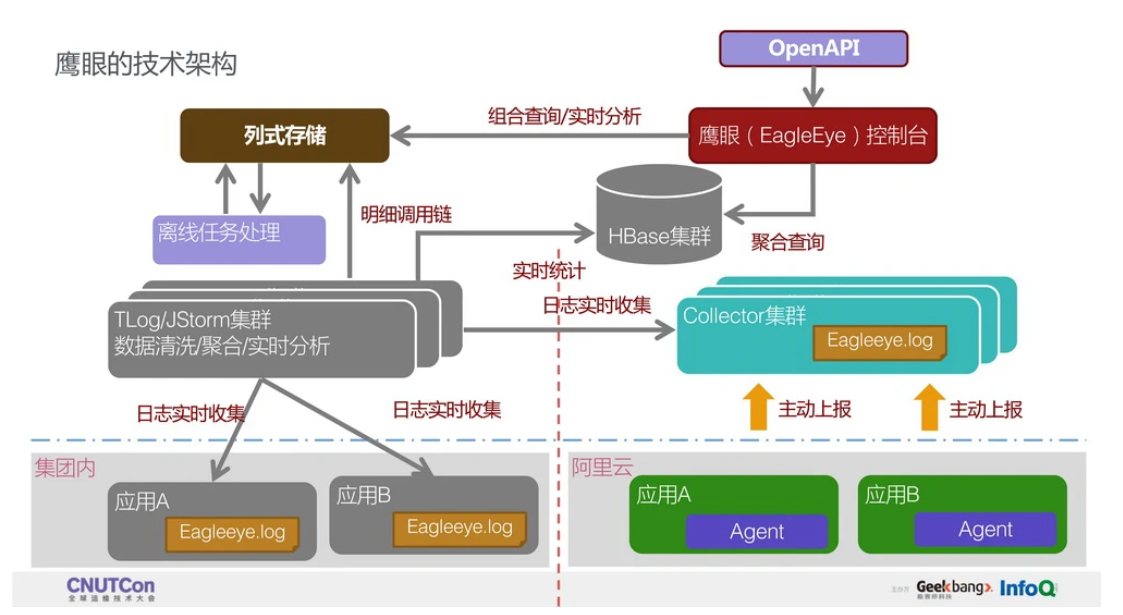 鹰眼的技术架构
OpenAPI
组合查询/实时分析
列式存储
鹰眼（EagleEye）控制台
明细调用链
离线任务处理
HBase集群
聚合查询
实时统计
日志实时收集
TLog/JStorm集群
数据清洗/聚合/实时分析
Collector集群
Eagleeye.log
日志实时收集
日志实时收集
主动上报
主动上报
集团内
阿里云
应用A
Eagleeye.log
应用B
Eagleeye.log
应用A
Agent
应用B
Agent
CNUTCon
全球运维技术大会
主办方
Geekbang>.
极客邦科技
InfoQ